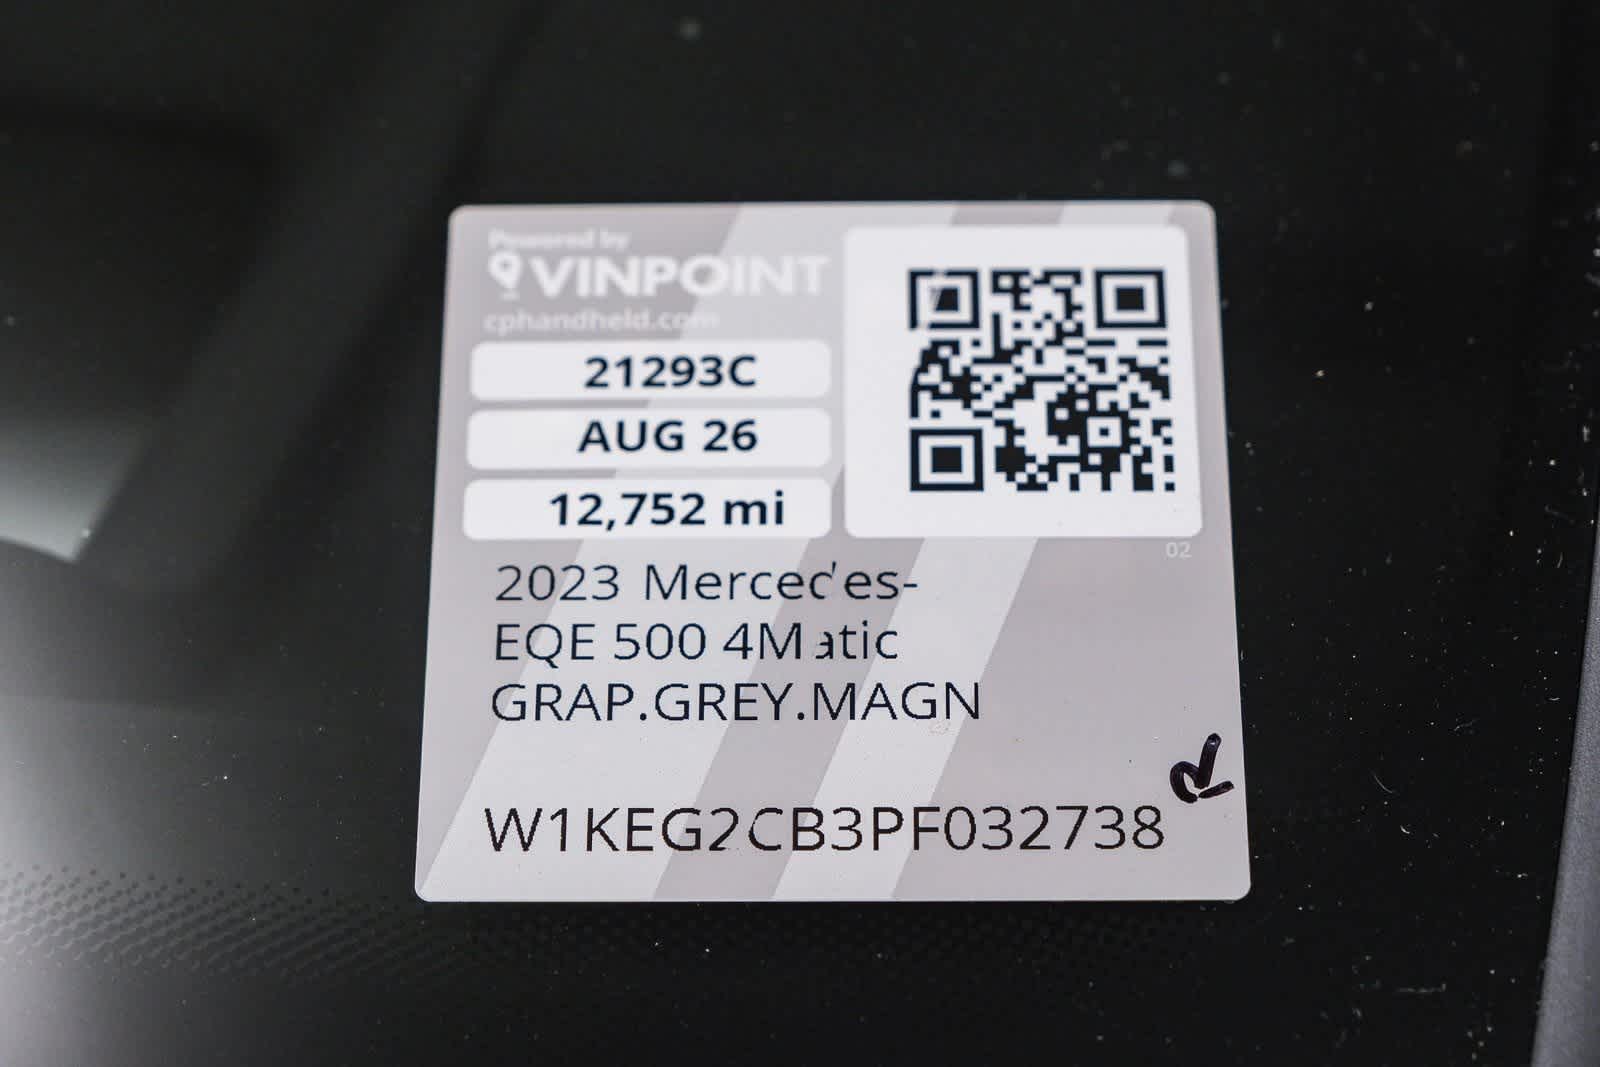 Powered by
VINPOINT
cphandheld.com
21293C
AUG 26
12,752 mi
02
2023 Mercedes-
EQE 500 4Matic
GRAP.GREY.MAGN
W1KEG2CB3PF032738